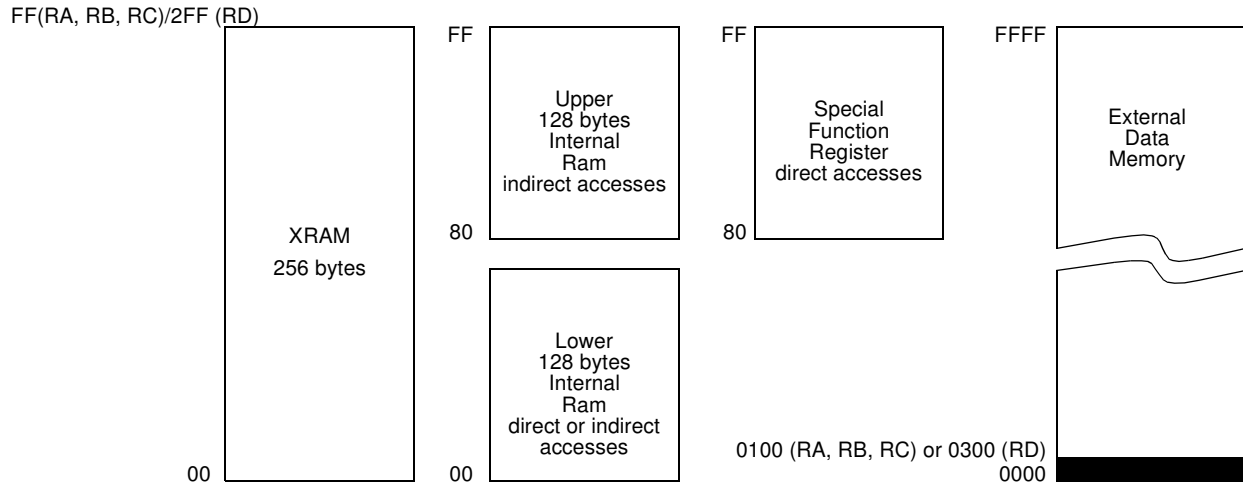 FF(RA, RB, RC)/2FF (RD)
XRAM
256 bytes
00
FF
Upper
128 bytes
Internal
Ram
indirect accesses
80
Lower
128 bytes
Internal
Ram
direct or indirect
accesses
00
FF
Special
Function
Register
direct accesses
80
FFFF
External
Data
Memory
0100 (RA, RB, RC) or 0300 (RD)
0000